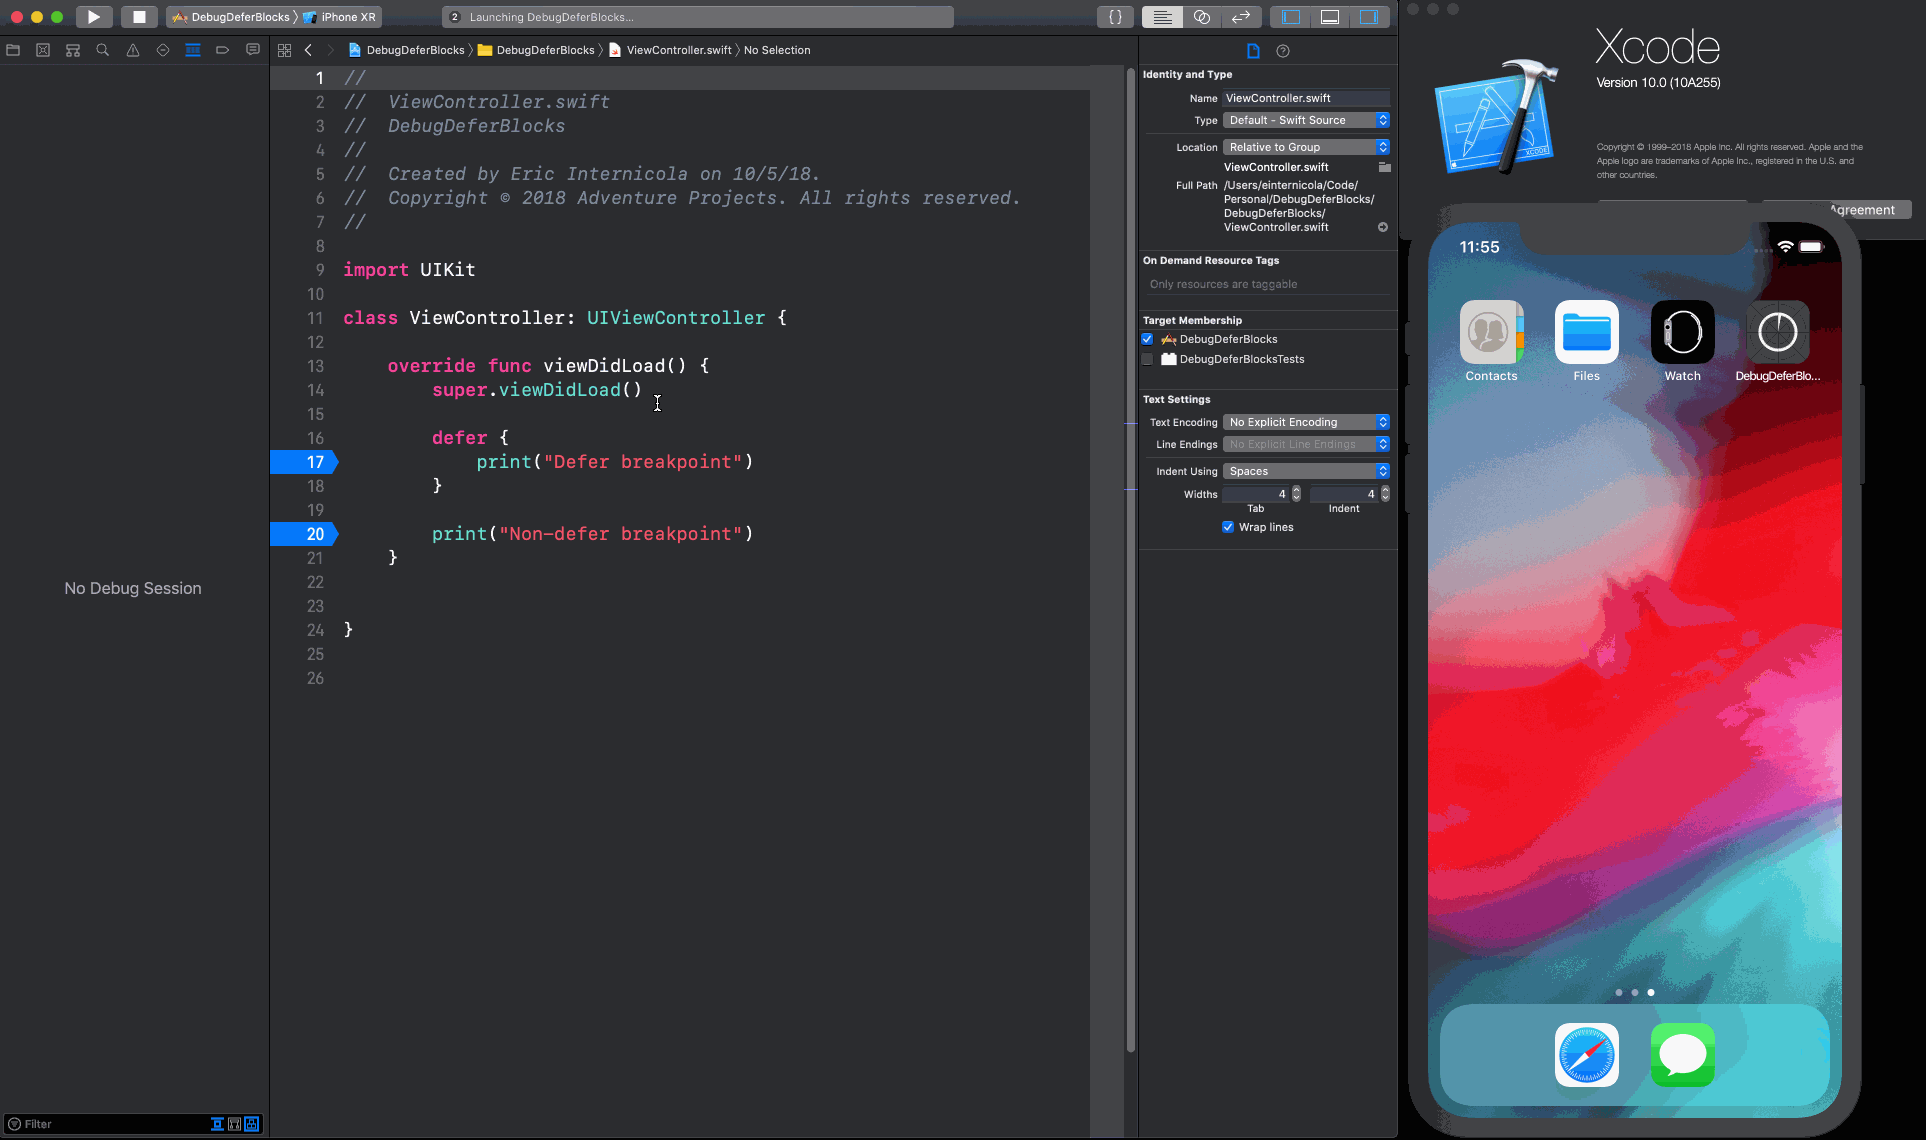 DebugDeferBlocks 〉 iPhone XR
2 Launching DebugDeferBlocks...
{ }
DebugDeferBlocks 〉 DebugDeferBlocks 〉 ViewController.swift 〉 No Selection
No Debug Session
Filter
1 //
2 //  ViewController.swift
3 //  DebugDeferBlocks
4 //
5 //  Created by Eric Internicola on 10/5/18.
6 //  Copyright © 2018 Adventure Projects. All rights reserved.
7 //
8
9 import UIKit
10
11 class ViewController: UIViewController {
12
13     override func viewDidLoad() {
14         super.viewDidLoad()
15
16         defer {
17             print("Defer breakpoint")
18         }
19
20         print("Non-defer breakpoint")
21     }
22
23
24 }
25
26
Identity and Type
Name ViewController.swift
Type Default - Swift Source
Location Relative to Group
ViewController.swift
Full Path /Users/einternicola/Code/
Personal/DebugDeferBlocks/
DebugDeferBlocks/
ViewController.swift
On Demand Resource Tags
Only resources are taggable
Target Membership
DebugDeferBlocks
DebugDeferBlocksTests
Text Settings
Text Encoding No Explicit Encoding
Line Endings No Explicit Line Endings
Indent Using Spaces
Widths 4 4
Tab Indent
Wrap lines
Xcode
Version 10.0 (10A255)
XCODE
Copyright © 1999–2018 Apple Inc. All rights reserved. Apple and the
Apple logo are trademarks of Apple Inc., registered in the U.S. and
other countries.
Agreement
11:55
Contacts Files Watch DebugDeferBlo...